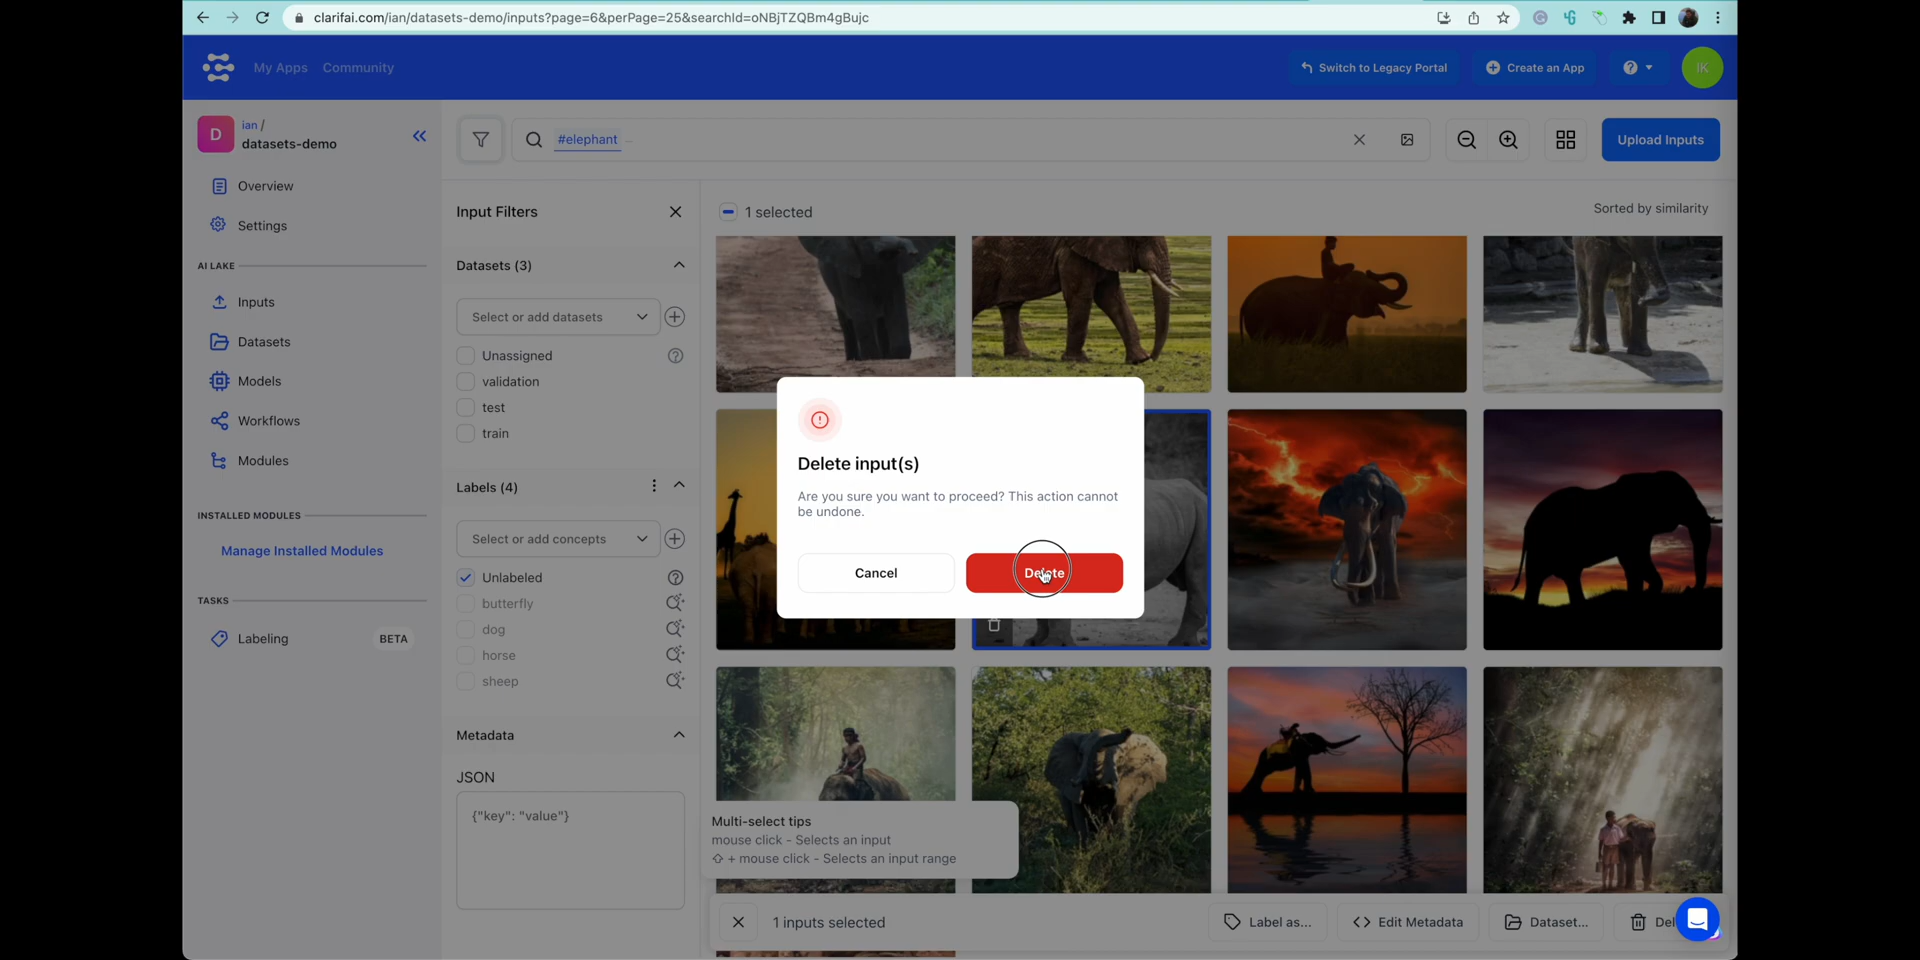 clarifai.com/ian/datasets-demo/inputs?page=6&perPage=25&searchId=oNBjTZQBm4gBujc
My Apps
Community
Switch to Legacy Portal
Create an App
IK
D
ian /
datasets-demo
#elephant
Upload Inputs
Overview
Settings
AI LAKE
Inputs
Datasets
Models
Workflows
Modules
INSTALLED MODULES
Manage Installed Modules
TASKS
Labeling
BETA
Input Filters
Datasets (3)
Select or add datasets
Unassigned
validation
test
train
Labels (4)
Select or add concepts
Unlabeled
butterfly
dog
horse
sheep
Metadata
JSON
{"key": "value"}
1 selected
Sorted by similarity
Delete input(s)
Are you sure you want to proceed? This action cannot
be undone.
Cancel
Delete
Multi-select tips
mouse click - Selects an input
⇧ + mouse click - Selects an input range
1 inputs selected
Label as...
Edit Metadata
Dataset...